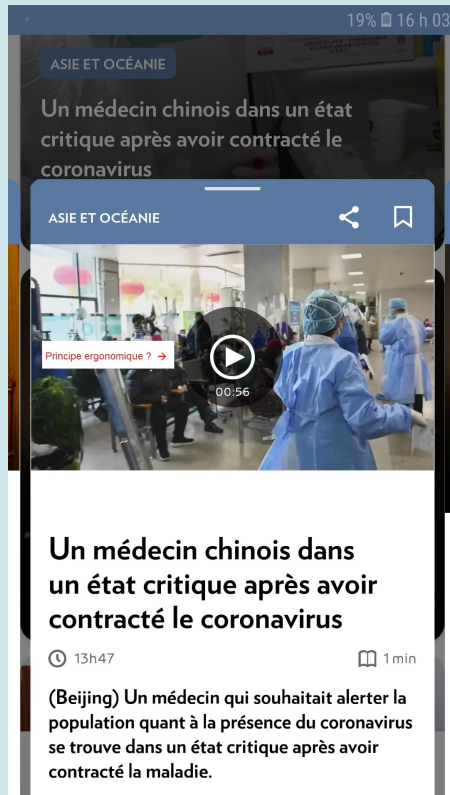 19% 16 h 03
ASIE ET OCÉANIE
Un médecin chinois dans un état
critique après avoir contracté le
coronavirus
ASIE ET OCÉANIE
Principe ergonomique ? →
00:56
Un médecin chinois dans
un état critique après avoir
contracté le coronavirus
13h47
1 min
(Beijing) Un médecin qui souhaitait alerter la
population quant à la présence du coronavirus
se trouve dans un état critique après avoir
contracté la maladie.